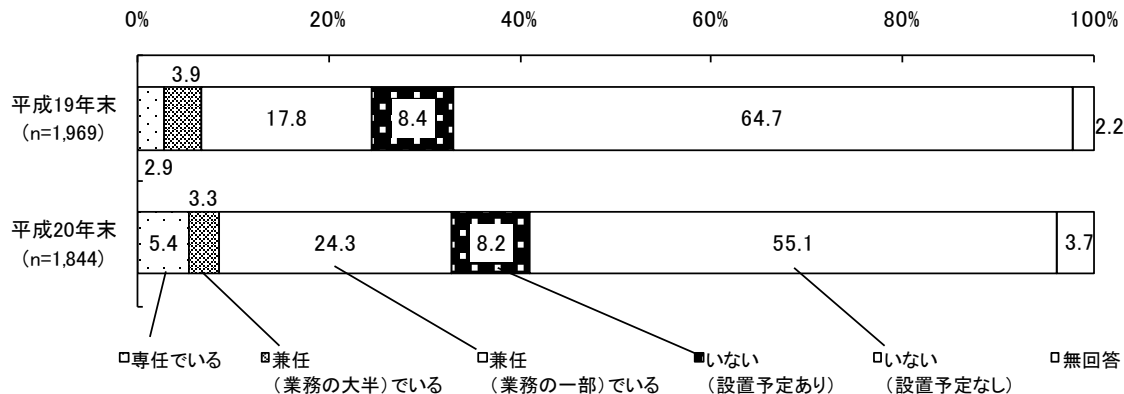 0% 20% 40% 60% 80% 100%
3.9
平成19年末
(n=1,969)
17.8 8.4 64.7 2.2
2.9
3.3
平成20年末
(n=1,844)
5.4 24.3 8.2 55.1 3.7
専任でいる 兼任 兼任 いない いない 無回答
(業務の大半)でいる (業務の一部)でいる (設置予定あり) (設置予定なし)